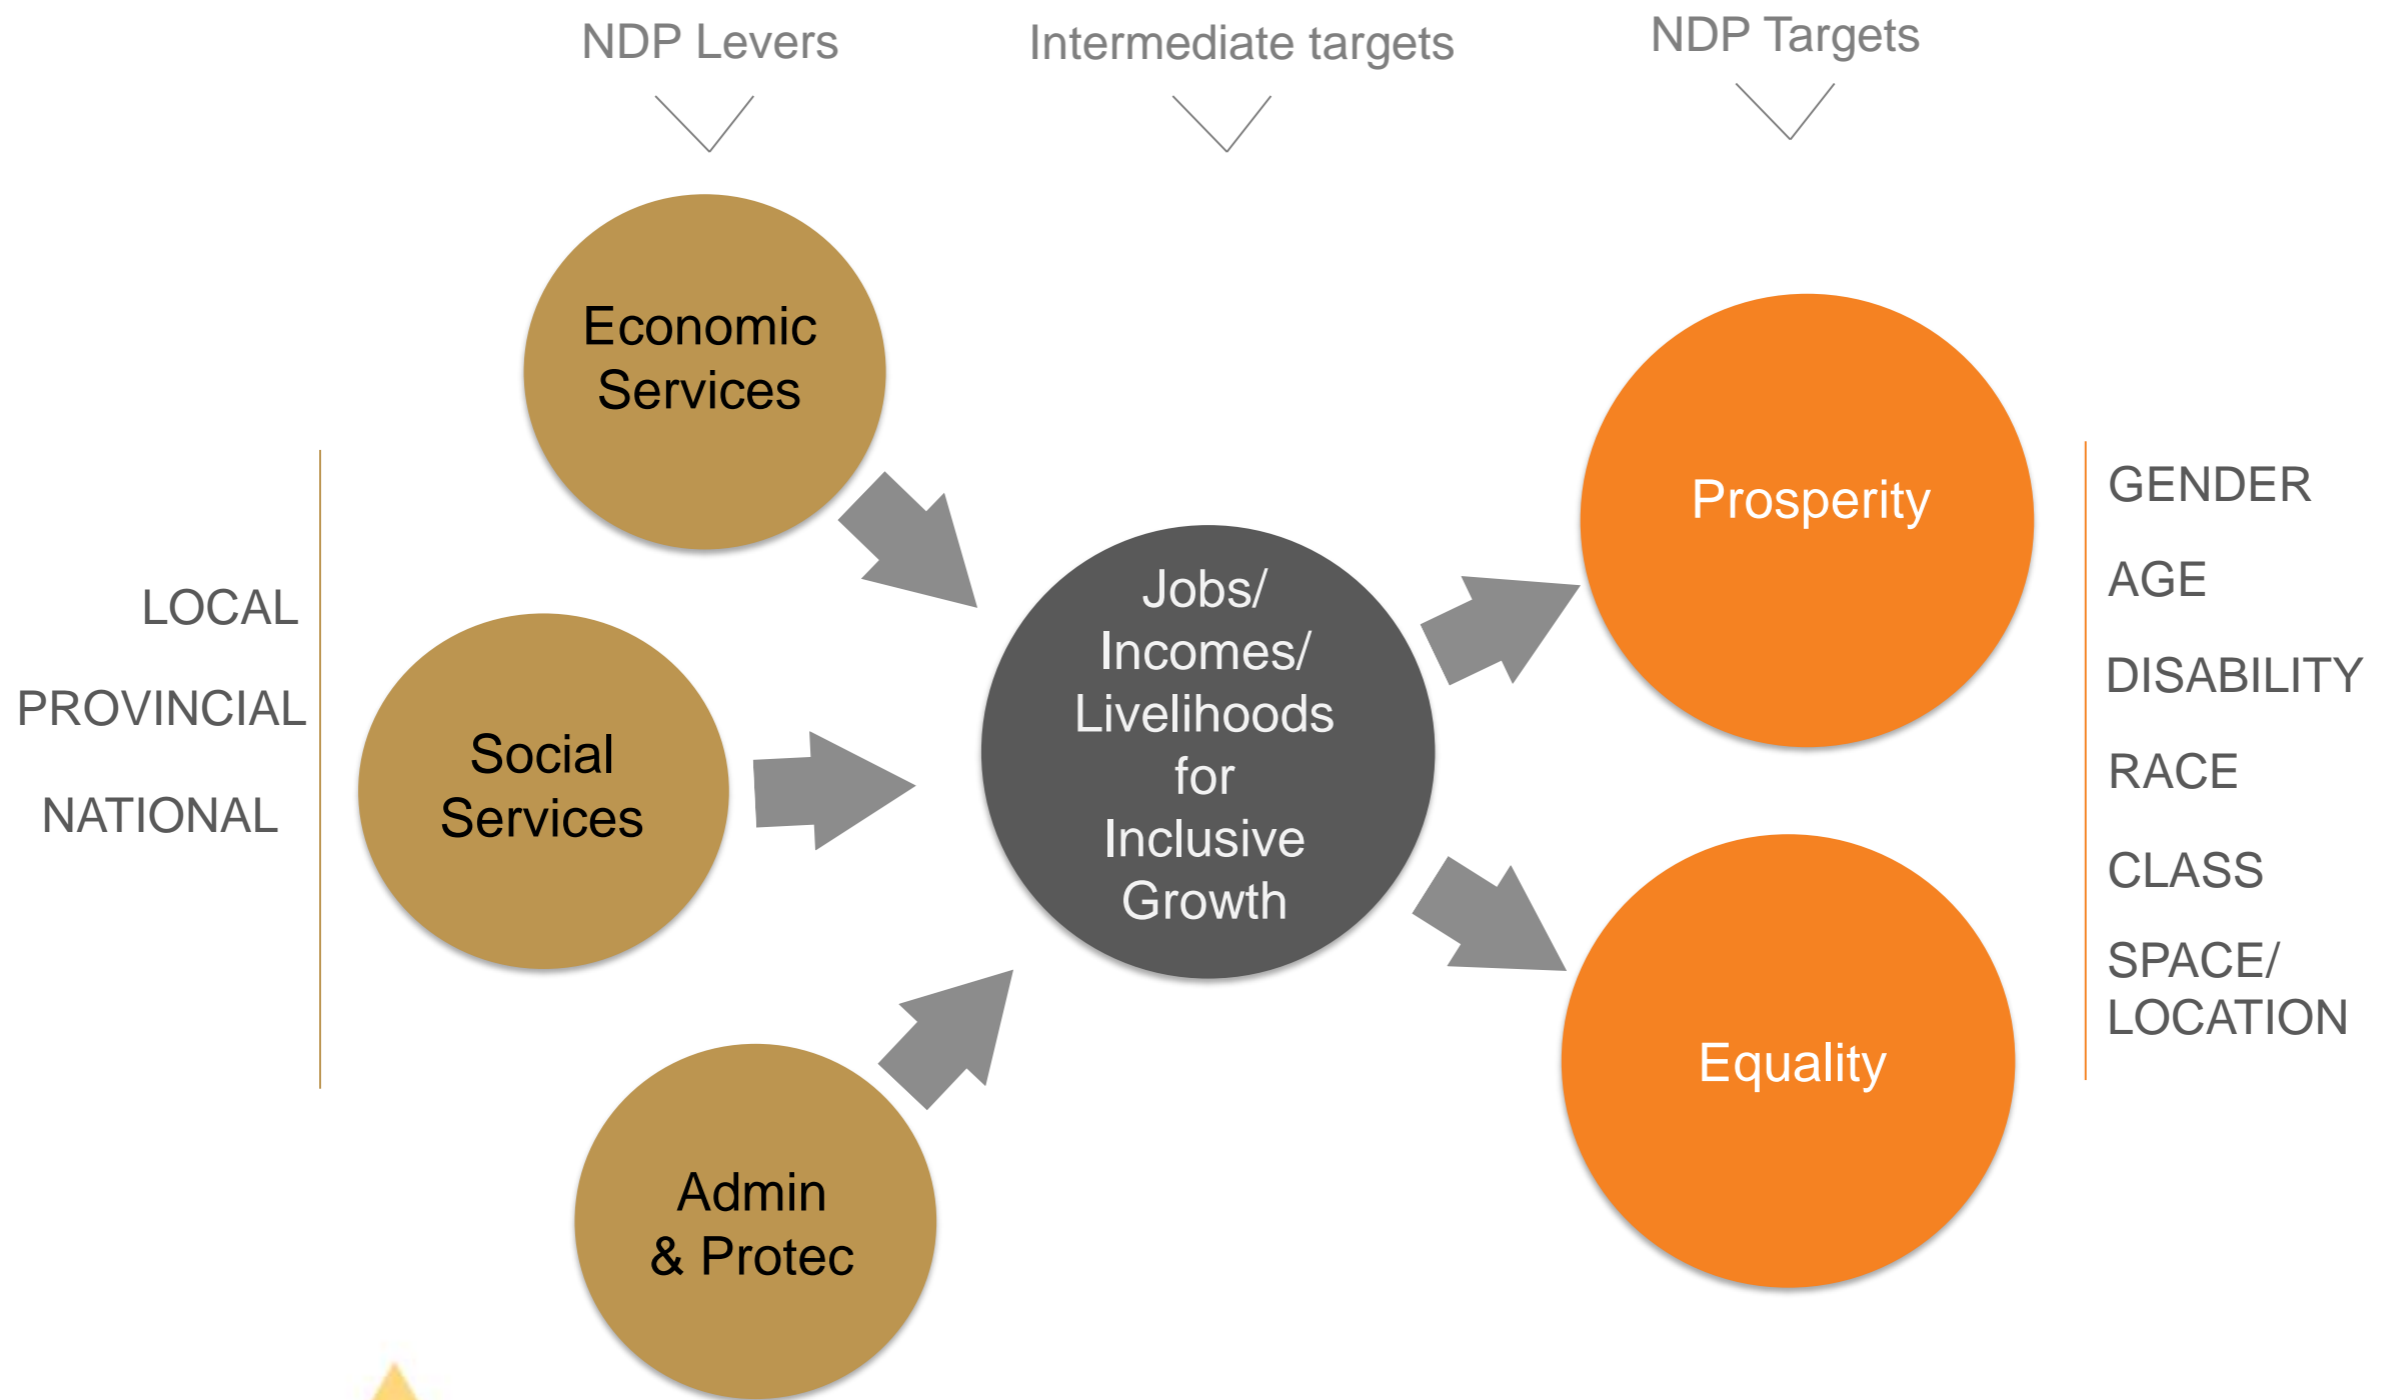 NDP Levers
Intermediate targets
NDP Targets
Economic
Services
LOCAL
PROVINCIAL
NATIONAL
Social
Services
Admin
& Protec
Jobs/
Incomes/
Livelihoods
for
Inclusive
Growth
Prosperity
Equality
GENDER
AGE
DISABILITY
RACE
CLASS
SPACE/
LOCATION